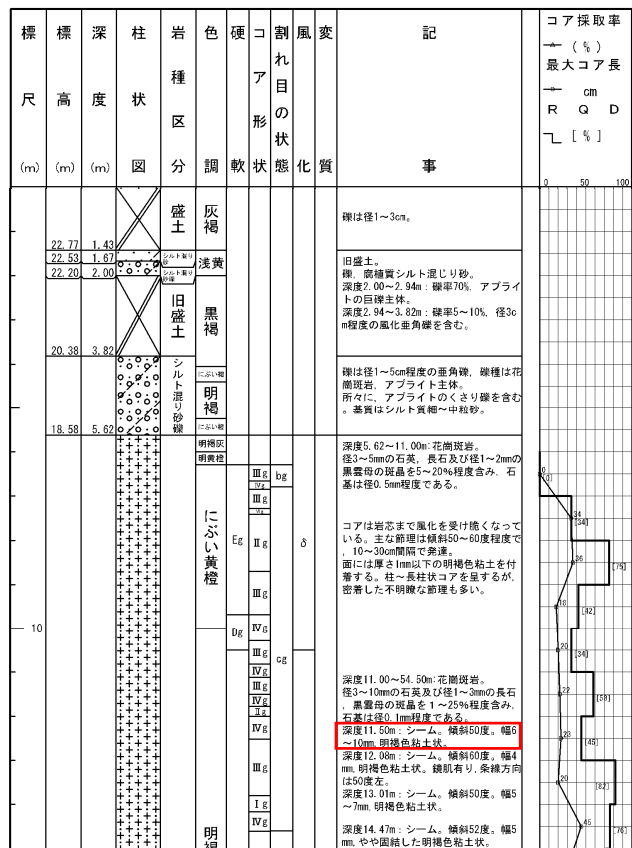 標 標 深 柱 岩 色 硬 コ 割 風 変 記
尺 高 度 状 種 調 軟 ア れ 化 質 事
(m) (m) (m) 図 区 形 目
分 状 の
状
態
コア採取率
(%)
最大コア長
cm
R Q D
[%]
0 50 100
盛土 灰褐
礫は径1~3cm。
22.77 1.43
22.53 1.67 シルト混り砂 浅黄
22.20 2.00 シルト混り砂礫
旧盛土。
礫、腐植質シルト混じり砂。
深度2.00~2.94m:礫率70%、アプライ
トの巨礫主体。
深度2.94~3.82m:礫率5~10%、径3c
m程度の風化亜角礫を含む。
旧盛土 黒褐
20.38 3.82
シルト混り砂礫
にぶい橙
明褐
にぶい橙
礫は径1~5cm程度の亜角礫、礫種は花
崗斑岩、アプライト主体。
所々に、アプライトのくさり礫を含む
。基質はシルト質細~中粒砂。
18.58 5.62
明褐灰
明黄橙
にぶい黄橙
明褐
Eg
Dg
Ⅲg
Ⅳg
Ⅲg
Ⅱg
Ⅲg
Ⅳg
Ⅲg
Ⅳg
Ⅲg
Ⅳg
Ⅱg
Ⅳg
Ⅲg
Ⅰg
Ⅳg
bg
cg
δ
10
深度5.62~11.00m:花崗斑岩。
径3~5mmの石英、長石及び径1~2mmの
黒雲母の斑晶を5~20%程度含み、石
基は径0.5mm程度である。
コアは岩芯まで風化を受け脆くなって
いる。主な節理は傾斜50~60度程度で
、10~30cm間隔で発達。
面には厚さ1mm以下の明褐色粘土を付
着する。柱~長柱状コアを呈するが、
密着した不明瞭な節理も多い。
深度11.00~54.50m:花崗斑岩。
径3~10mmの石英及び径1~3mmの長石
、黒雲母の斑晶を1~25%程度含み、
石基は径0.1mm程度である。
深度11.50m:シーム。傾斜50度。幅6
~10mm、明褐色粘土状。
深度12.08m:シーム。傾斜60度。幅4
mm、明褐色粘土状。鏡肌有り、条線方向
は50度左。
深度13.01m:シーム。傾斜50度。幅5
~7mm、明褐色粘土状。
深度14.47m:シーム。傾斜52度。幅5
mm、やや固結した明褐色粘土状。
0
[0]
34
[34]
36
[75]
18
[42]
20
[34]
22
[58]
23
[45]
20
[82]
45
[76]